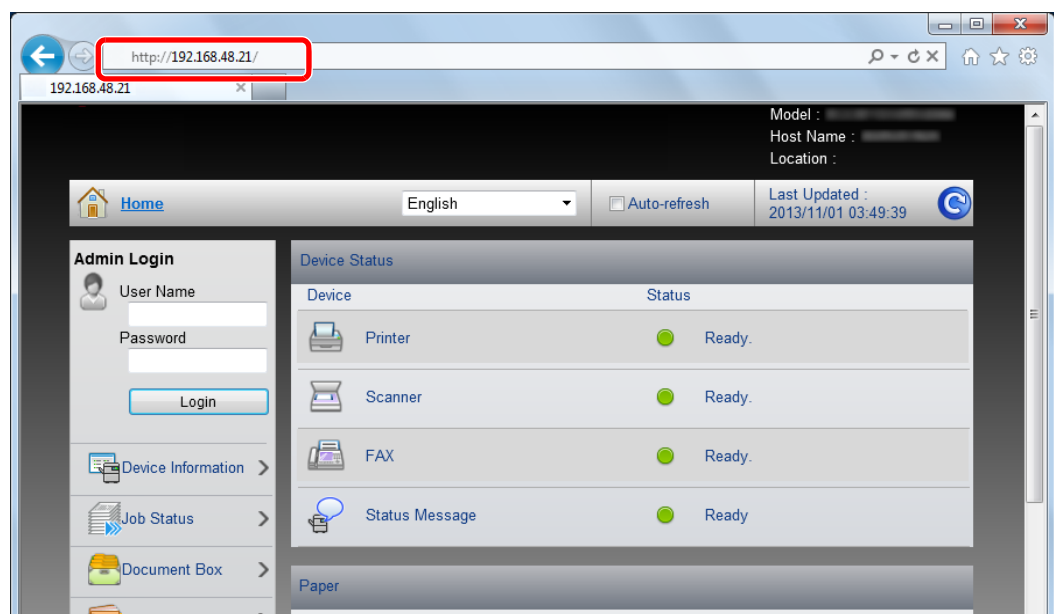 http://192.168.48.21/
192.168.48.21
Model :
Host Name :
Location :
Home
English
Auto-refresh
Last Updated :
2013/11/01 03:49:39
Admin Login
User Name
Password
Login
Device Information
Job Status
Document Box
Device Status
Device Status
Printer Ready.
Scanner Ready.
FAX Ready.
Status Message Ready
Paper